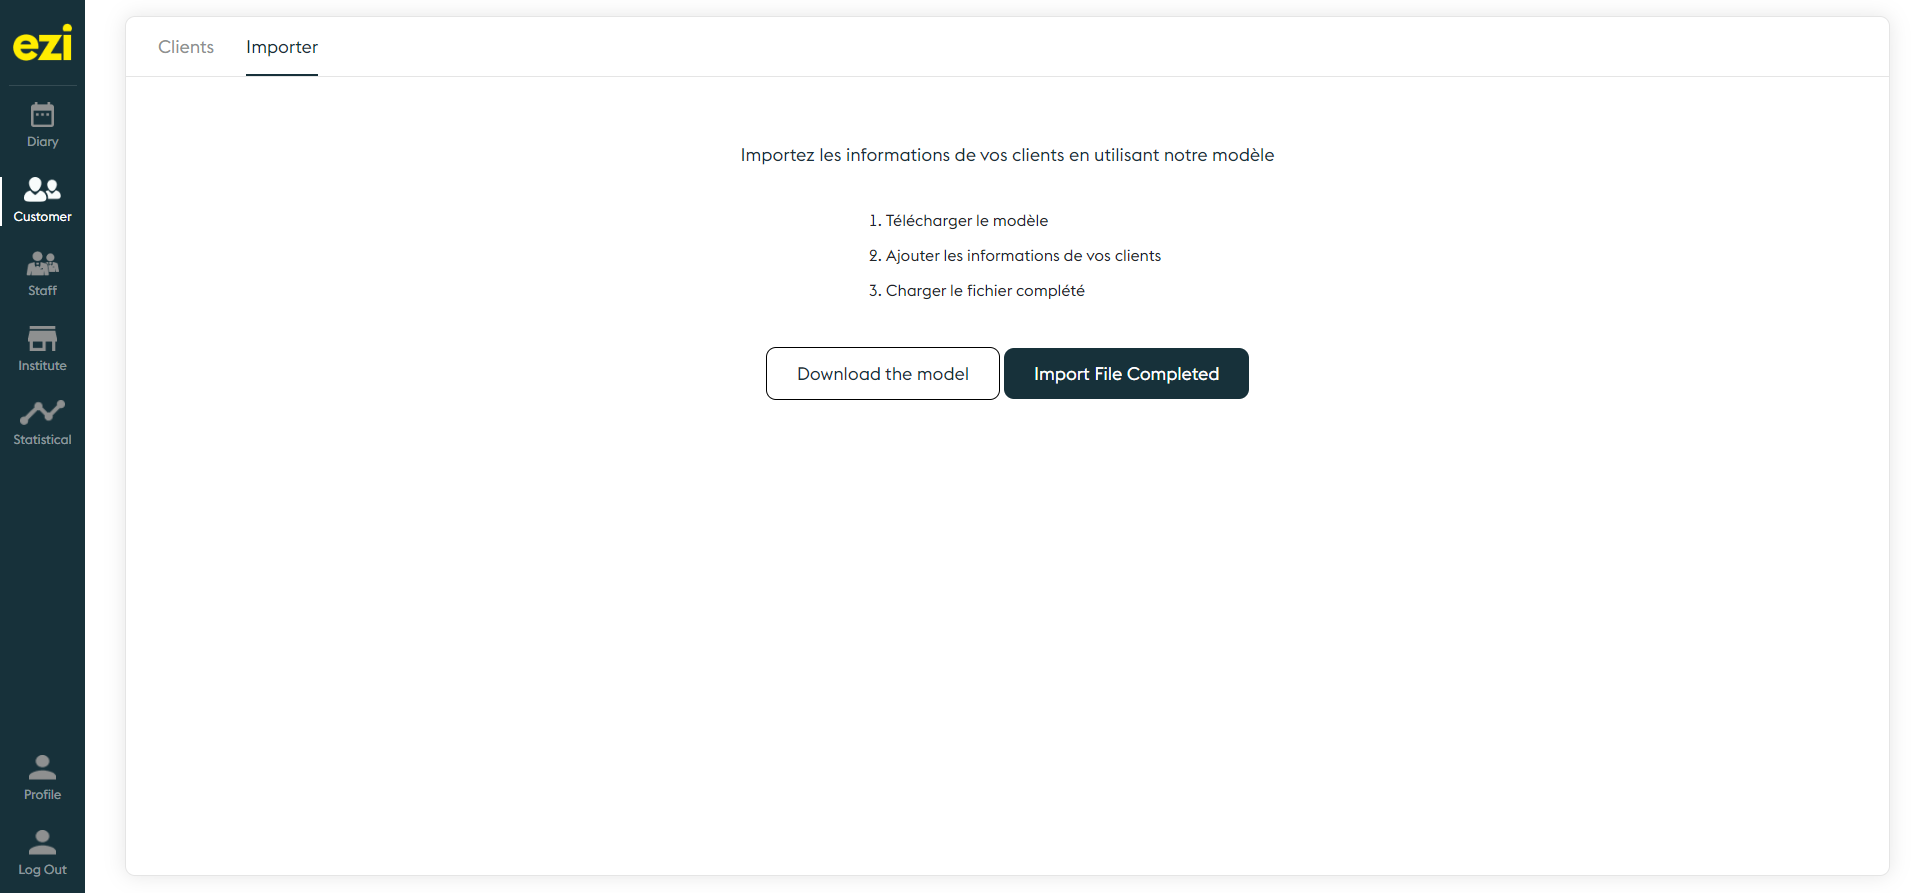 ezi
Diary
Customer
Staff
Institute
Statistical
Profile
Log Out
Clients
Importer
Importez les informations de vos clients en utilisant notre modèle
1. Télécharger le modèle
2. Ajouter les informations de vos clients
3. Charger le fichier complété
Download the model
Import File Completed